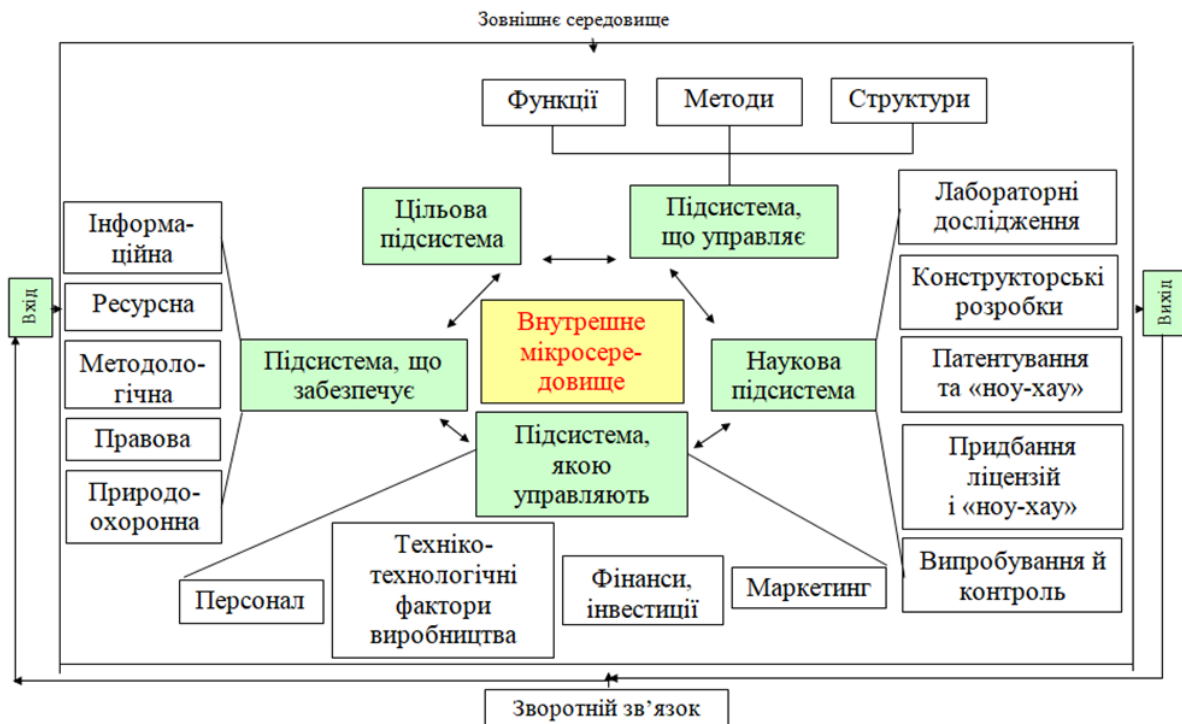 Зовнішнє середовище
Функції
Методи
Структури
Цільова
підсистема
Підсистема,
що управляє
Лабораторні
дослідження
Інформа-
ційна
Ресурсна
Методоло-
гічна
Правова
Природо-
охоронна
Вхід
Підсистема, що
забезпечує
Внутрешне
мікросере-
довище
Наукова
підсистема
Конструкторські
розробки
Патентування
та «ноу-хау»
Придбання
ліцензій
і «ноу-хау»
Випробування й
контроль
Вихід
Підсистема,
якою
управляють
Персонал
Техніко-
технологічні
фактори
виробництва
Фінанси,
інвестиції
Маркетинг
Зворотній зв’язок